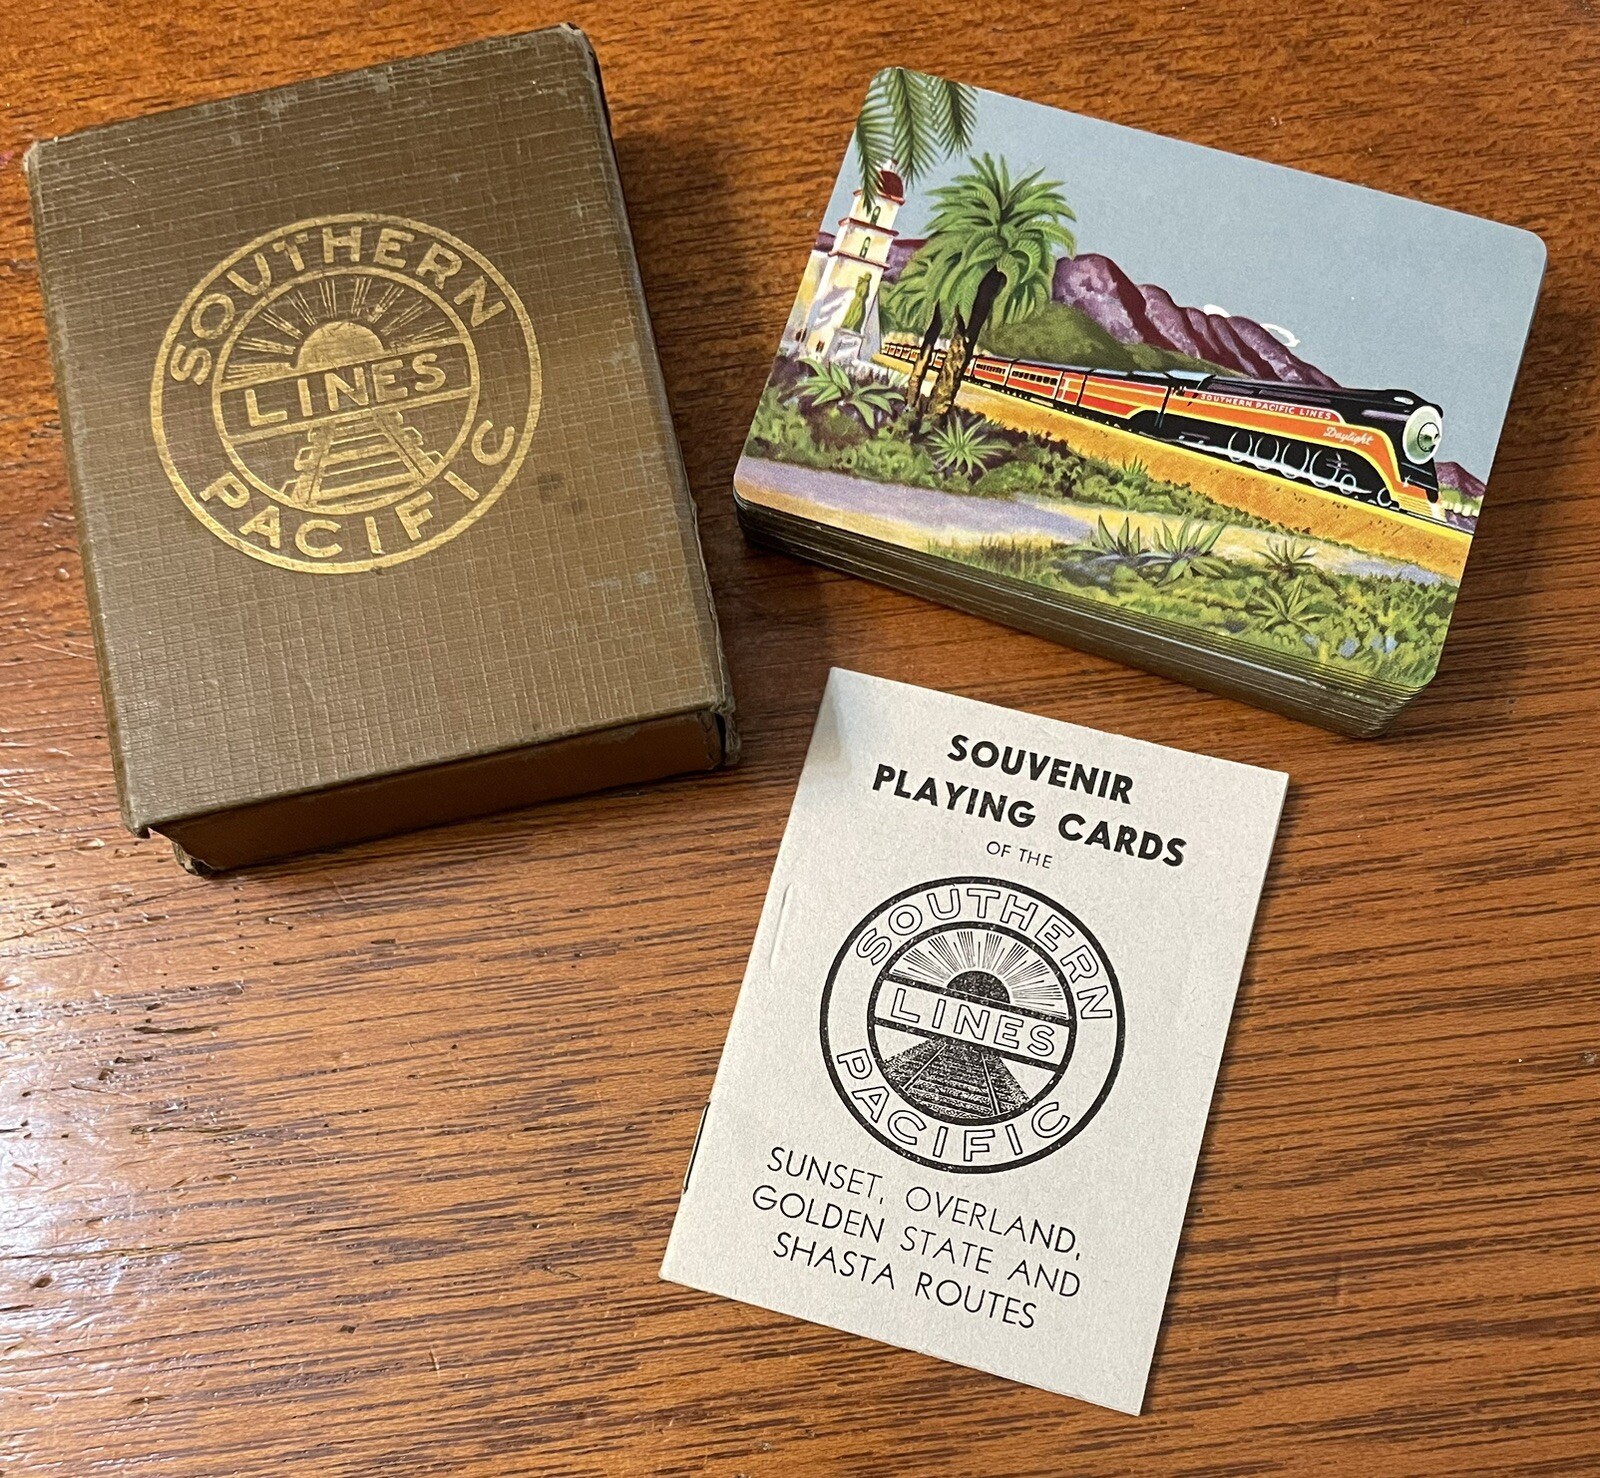 SOUTHERN
LINES
PACIFIC
SOUTHERN PACIFIC LINES
Daylight
SOUVENIR
PLAYING CARDS
OF THE
SOUTHERN
LINES
PACIFIC
SUNSET, OVERLAND,
GOLDEN STATE AND
SHASTA ROUTES